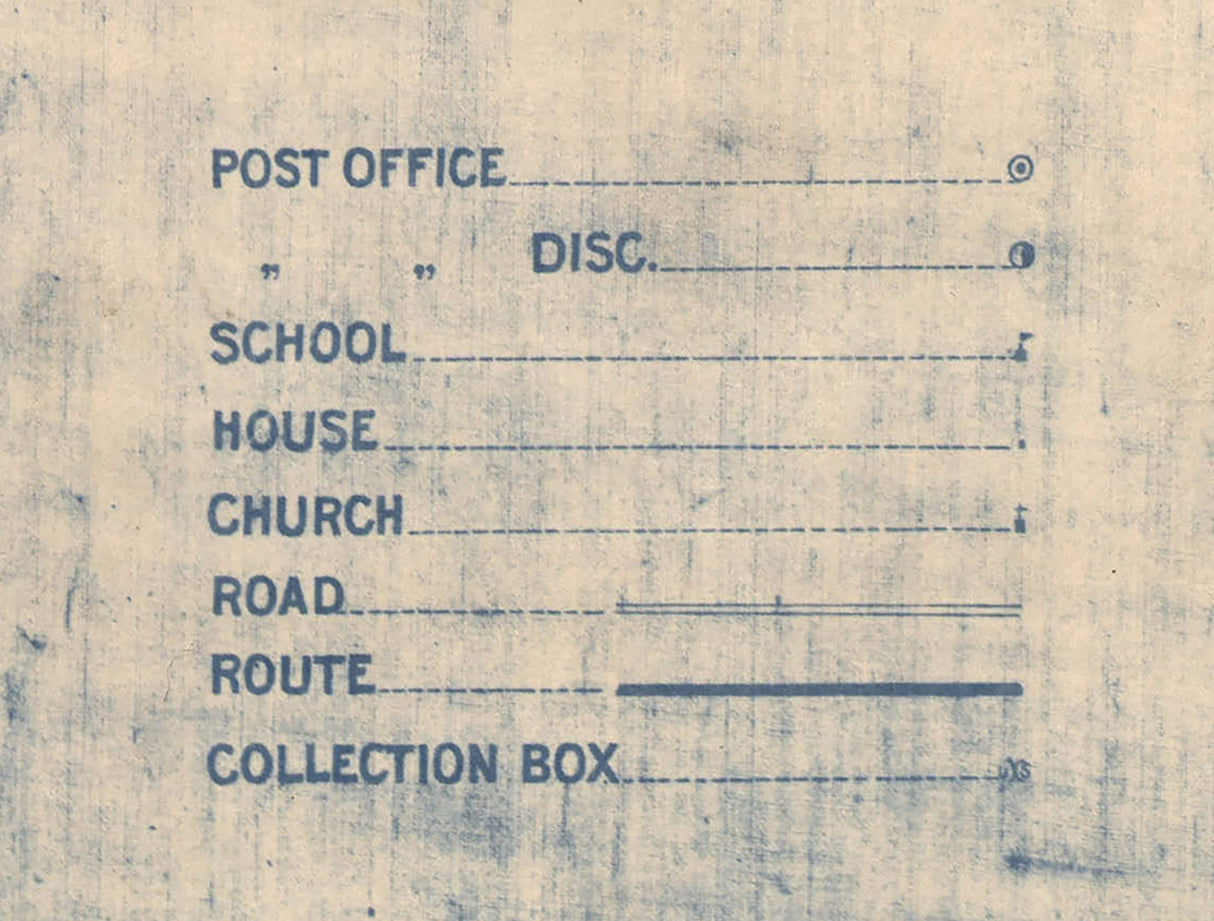 POST OFFICE
" " DISC.
SCHOOL
HOUSE
CHURCH
ROAD
ROUTE
COLLECTION BOX